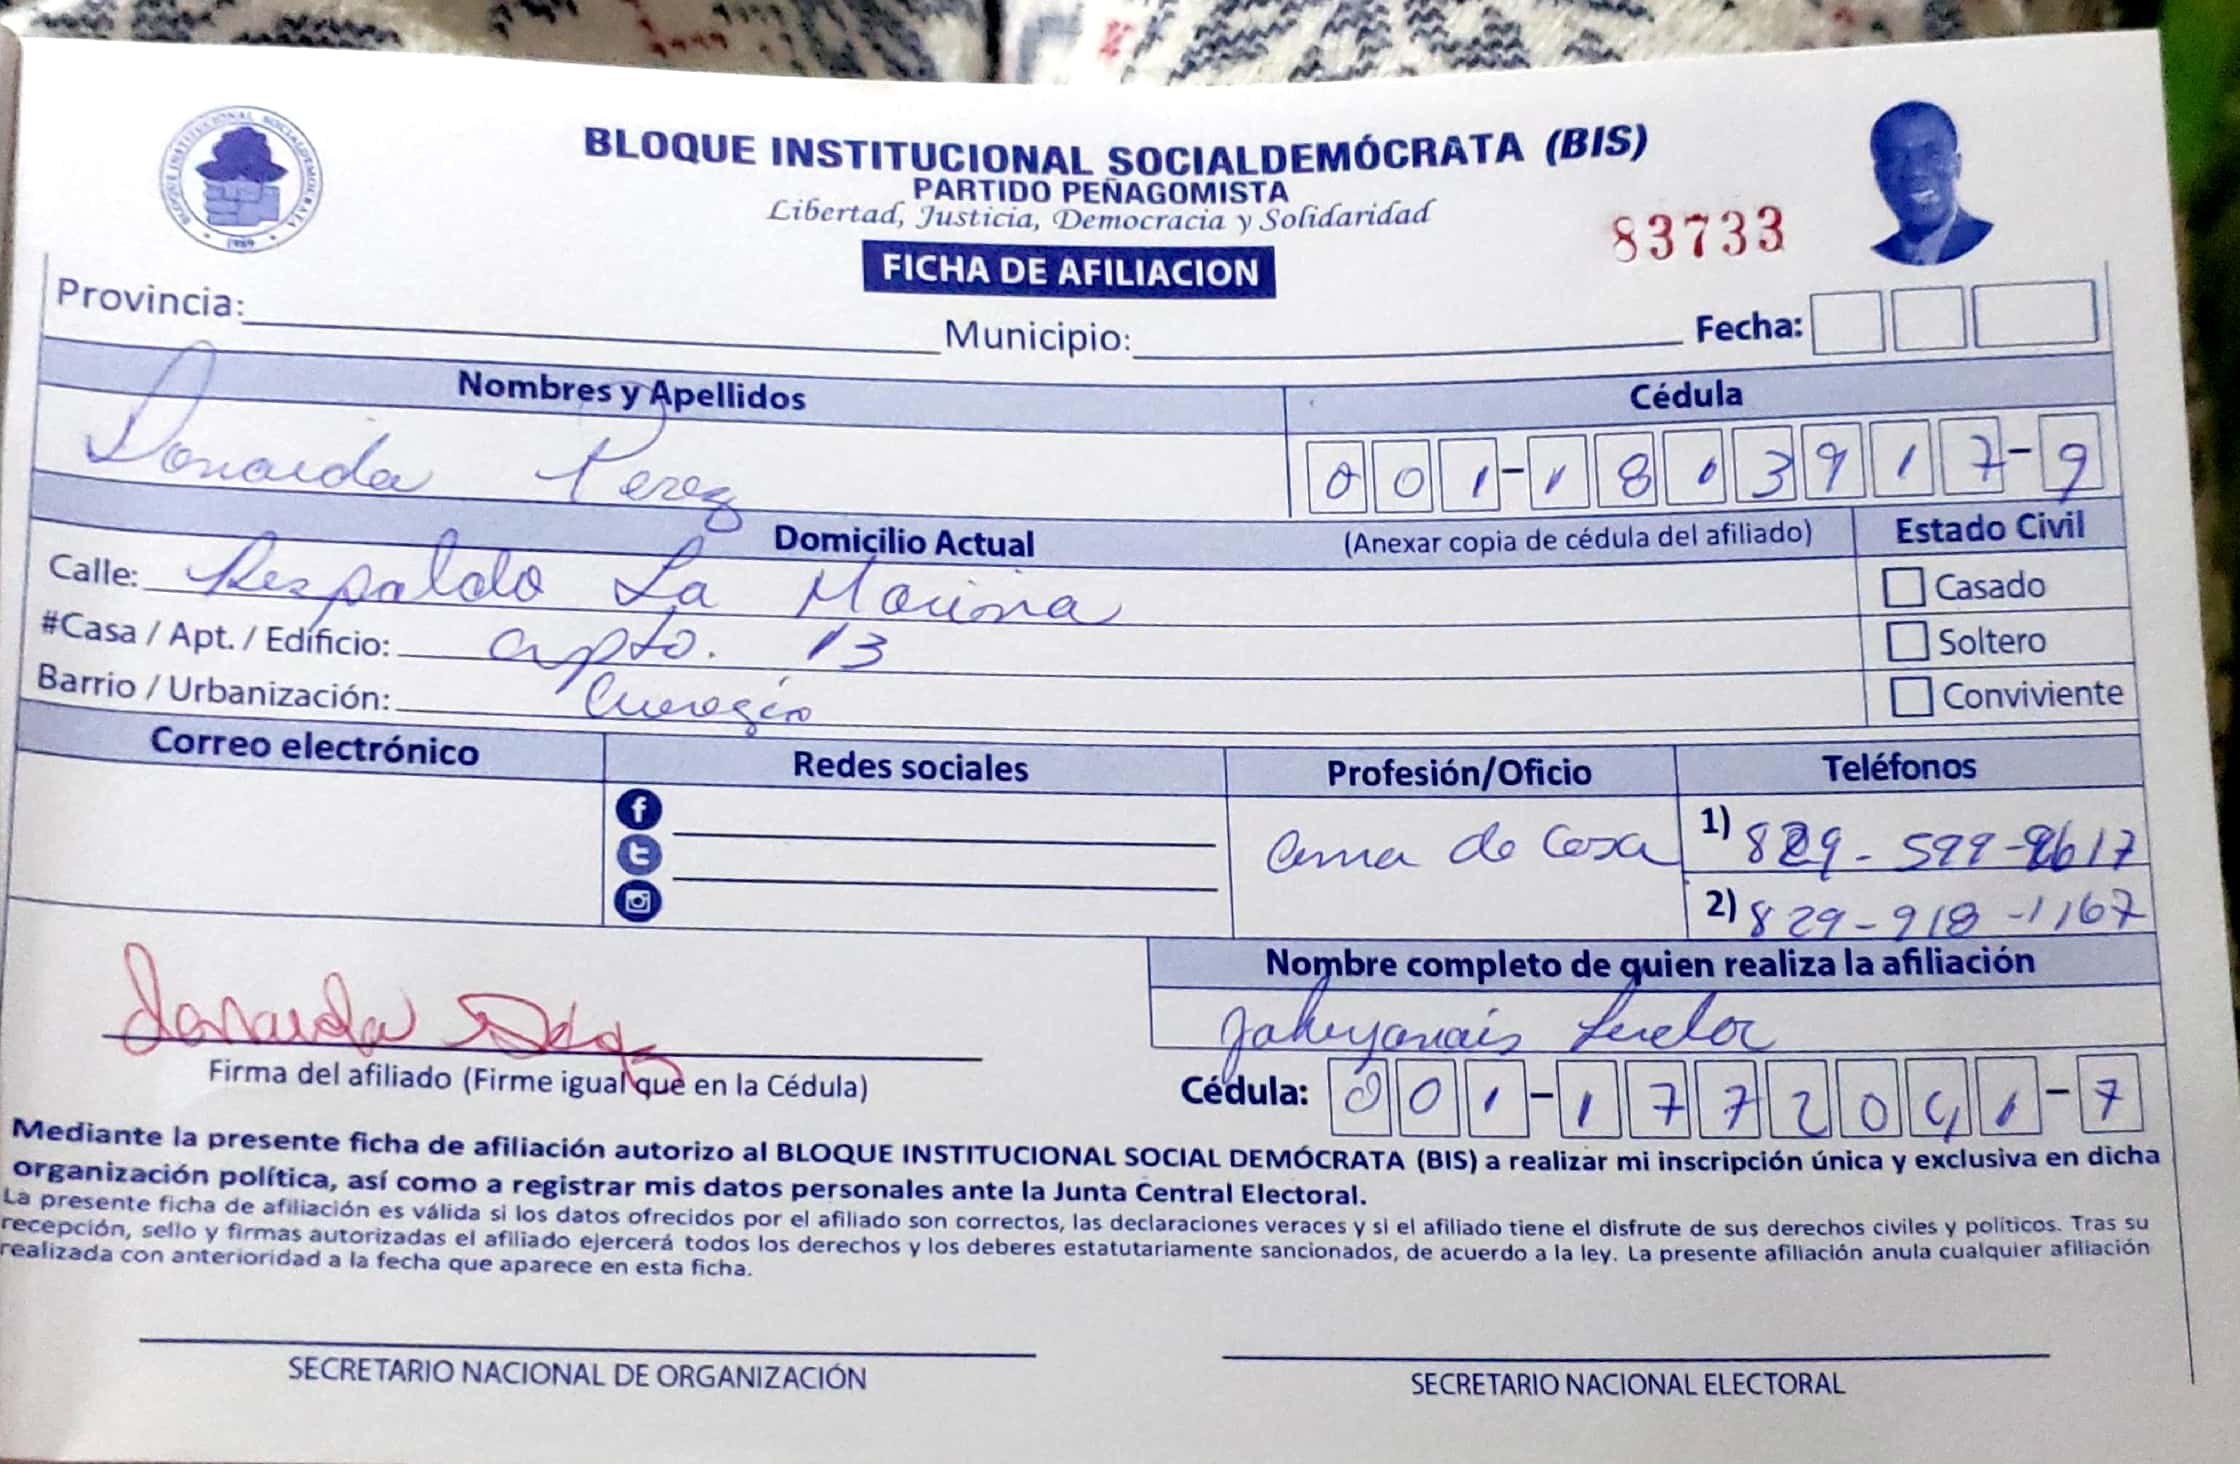 BLOQUE INSTITUCIONAL SOCIALDEMÓCRATA (BIS)
PARTIDO PEÑAGOMISTA
Libertad, Justicia, Democracia y Solidaridad
83733
FICHA DE AFILIACION
BLOQUE INSTITUCIONAL SOCIALDEMOCRATA
1989
Provincia: Municipio: Fecha:
Nombres y Apellidos Cédula
Donaida Perez 001-1813917-9
Domicilio Actual (Anexar copia de cédula del afiliado) Estado Civil
Calle: Respaldo La Marina Casado
#Casa / Apt. / Edificio: apto. 13 Soltero
Barrio / Urbanización: Conviviente
Correo electrónico Redes sociales Profesión/Oficio Teléfonos
ama de casa 1) 829-599-8617
2) 829-918-1167
Nombre completo de quien realiza la afiliación
Donaida
Firma del afiliado (Firme igual que en la Cédula)
Cédula: 001-1772041-7
Mediante la presente ficha de afiliación autorizo al BLOQUE INSTITUCIONAL SOCIAL DEMÓCRATA (BIS) a realizar mi inscripción única y exclusiva en dicha
organización política, así como a registrar mis datos personales ante la Junta Central Electoral.
La presente ficha de afiliación es válida si los datos ofrecidos por el afiliado son correctos, las declaraciones veraces y si el afiliado tiene el disfrute de sus derechos civiles y políticos. Tras su
recepción, sello y firmas autorizadas el afiliado ejercerá todos los derechos y los deberes estatutariamente sancionados, de acuerdo a la ley. La presente afiliación anula cualquier afiliación
realizada con anterioridad a la fecha que aparece en esta ficha.
SECRETARIO NACIONAL DE ORGANIZACIÓN SECRETARIO NACIONAL ELECTORAL